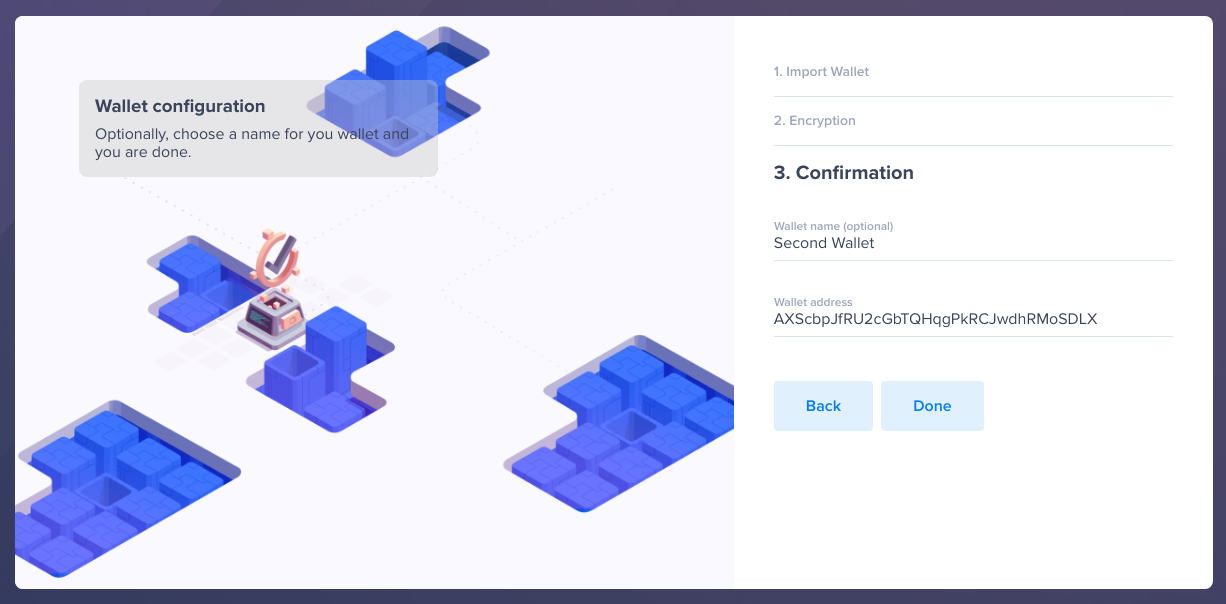 Wallet configuration
Optionally, choose a name for you wallet and
you are done.
1. Import Wallet
2. Encryption
3. Confirmation
Wallet name (optional)
Second Wallet
Wallet address
AXScbpJfRU2cGbTQHqgPkRCJwdhRMoSDLX
Back
Done